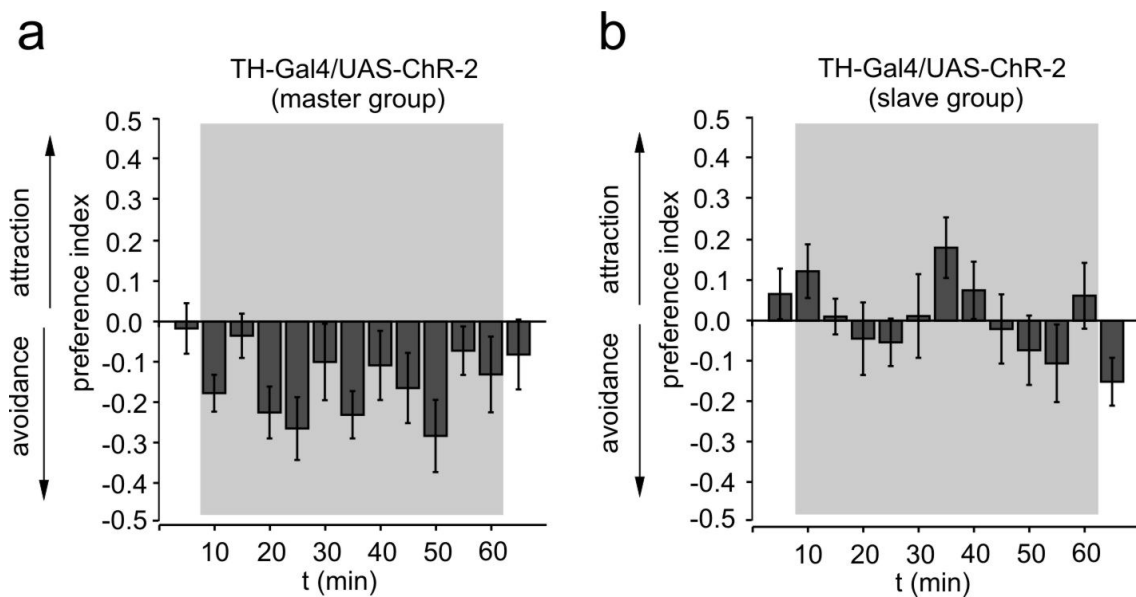 a
TH-Gal4/UAS-ChR-2
(master group)
attraction
avoidance
preference index
0.5
0.4
0.3
0.2
0.1
0.0
-0.1
-0.2
-0.3
-0.4
-0.5
10 20 30 40 50 60
t (min)
b
TH-Gal4/UAS-ChR-2
(slave group)
attraction
avoidance
preference index
0.5
0.4
0.3
0.2
0.1
0.0
-0.1
-0.2
-0.3
-0.4
-0.5
10 20 30 40 50 60
t (min)